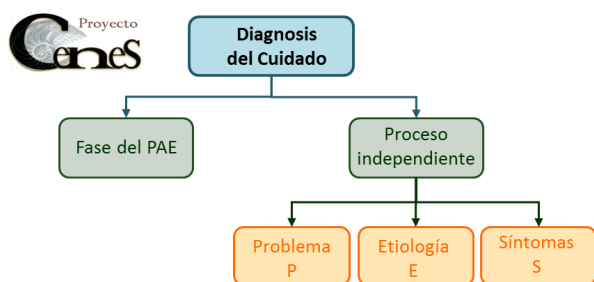 Proyecto
CeneS
Diagnosis
del Cuidado
Fase del PAE
Proceso
independiente
Problema
P
Etiología
E
Síntomas
S